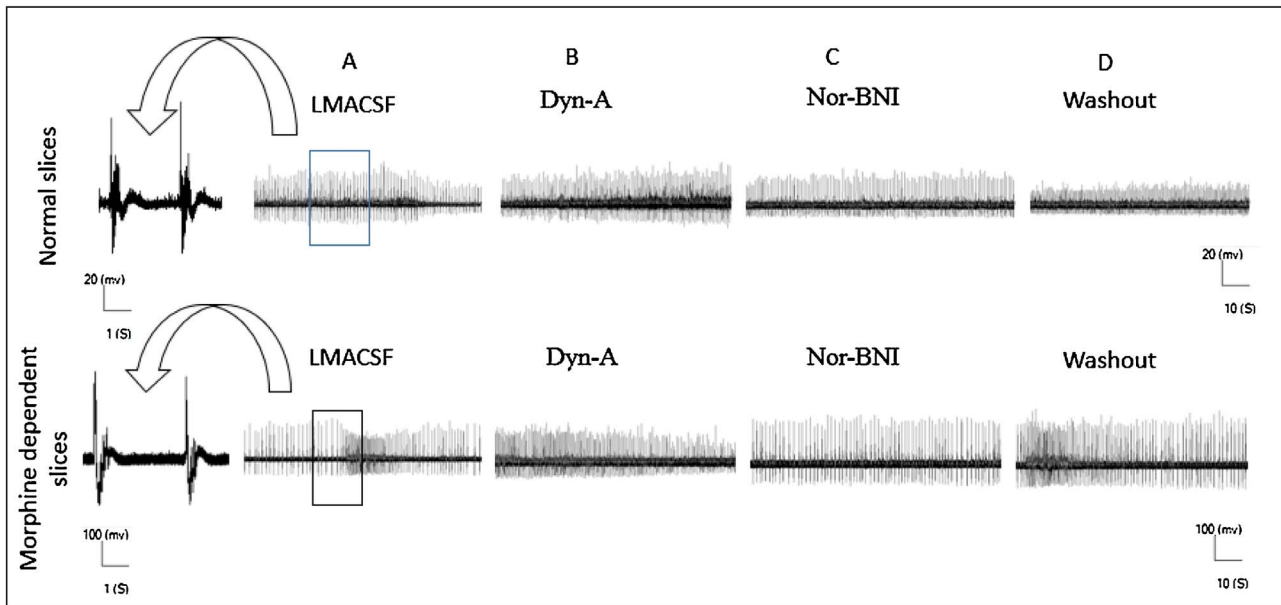 A
B
C
D
LMACSF
Dyn-A
Nor-BNI
Washout
Normal slices
20 (mv)
1 (S)
20 (mv)
10 (S)
LMACSF
Dyn-A
Nor-BNI
Washout
Morphine dependent
slices
100 (mv)
1 (S)
100 (mv)
10 (S)